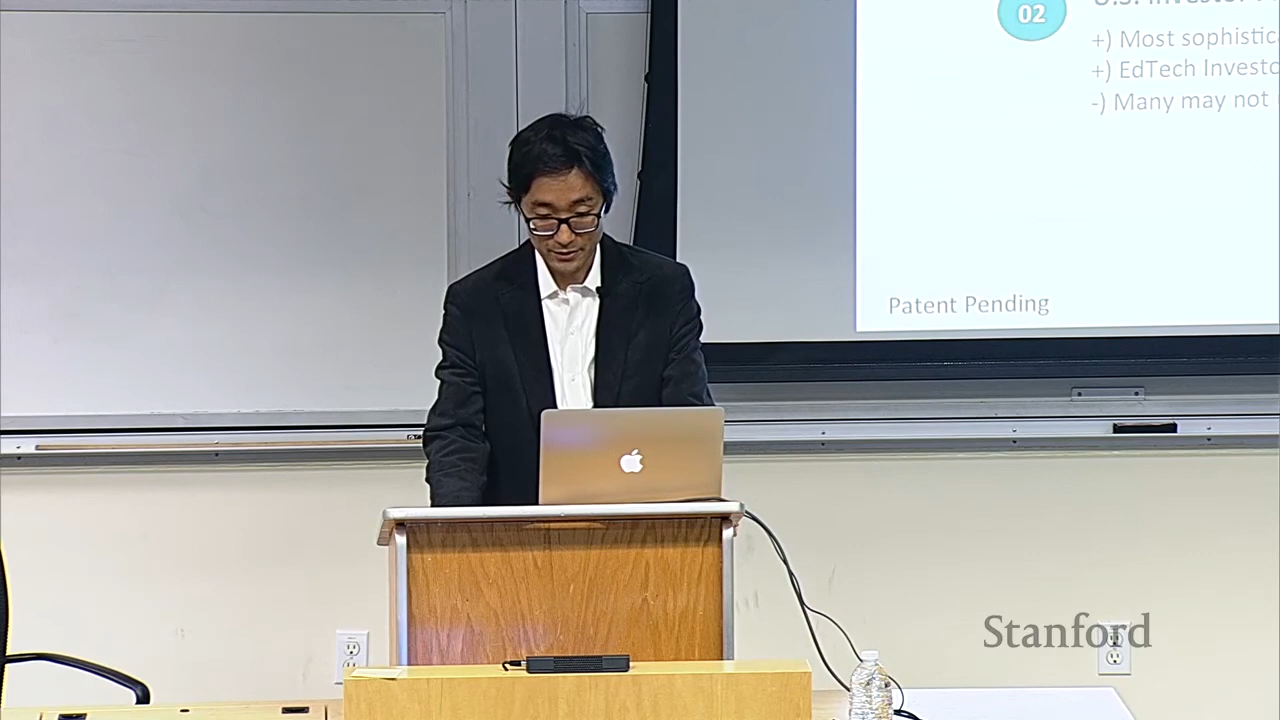 02
+) Most sophistic
+) EdTech Investo
-) Many may not
Patent Pending
Stanford